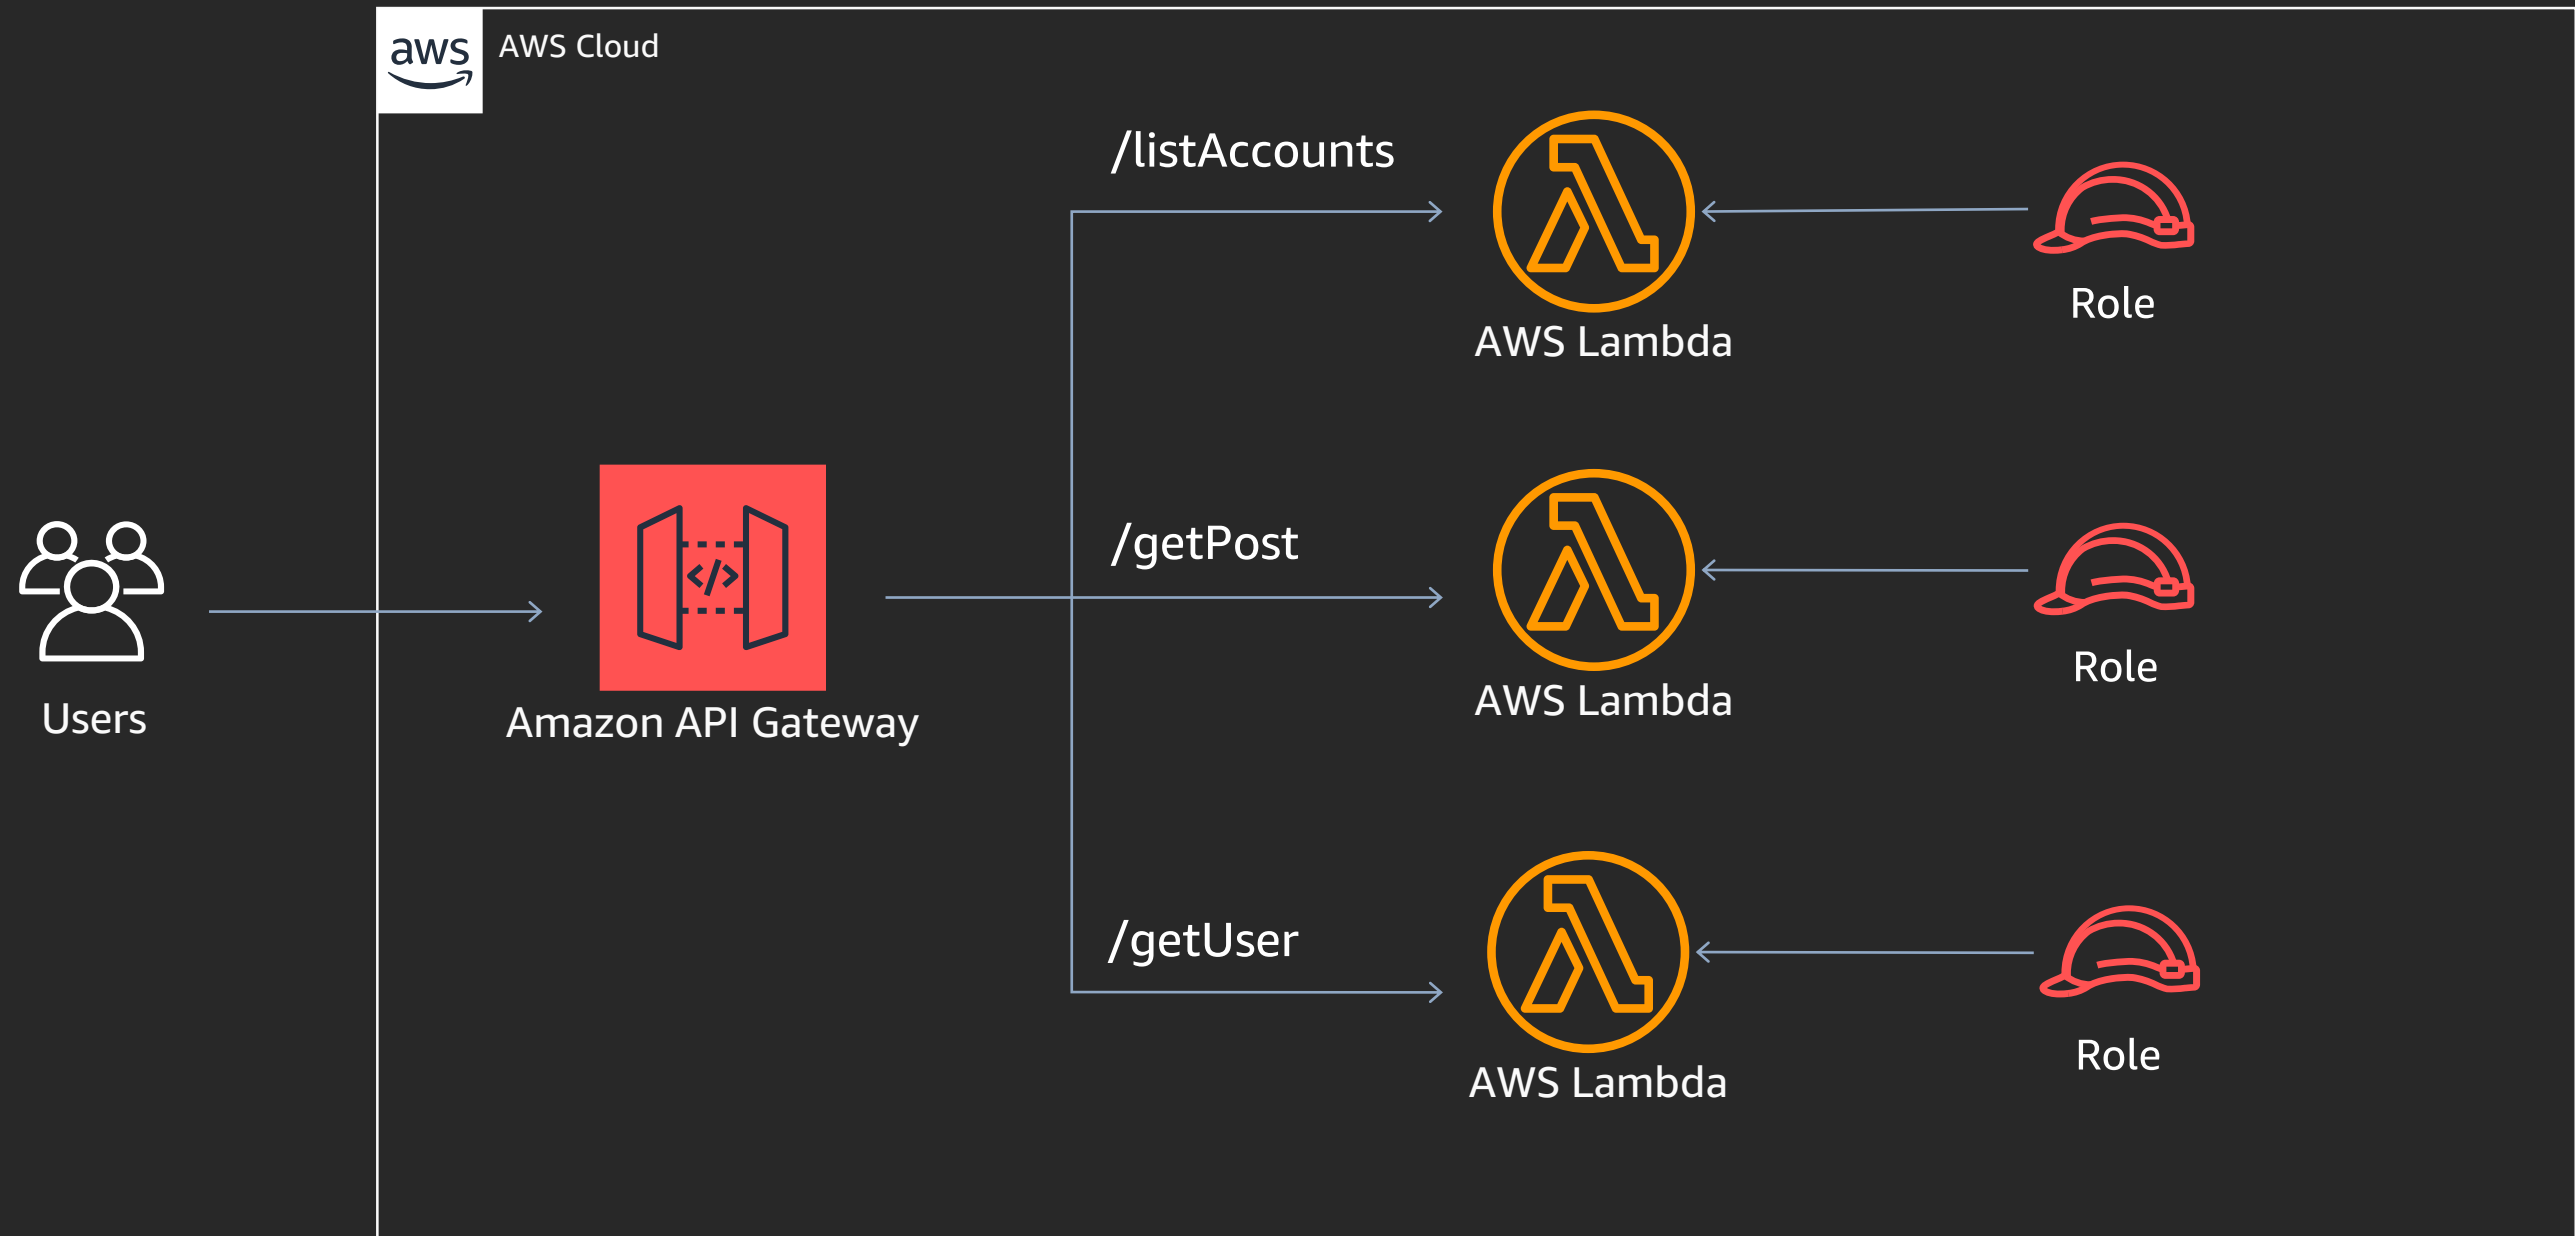 aws
AWS Cloud
/listAccounts
AWS Lambda
Role
Users
Amazon API Gateway
</>
/getPost
AWS Lambda
Role
/getUser
AWS Lambda
Role